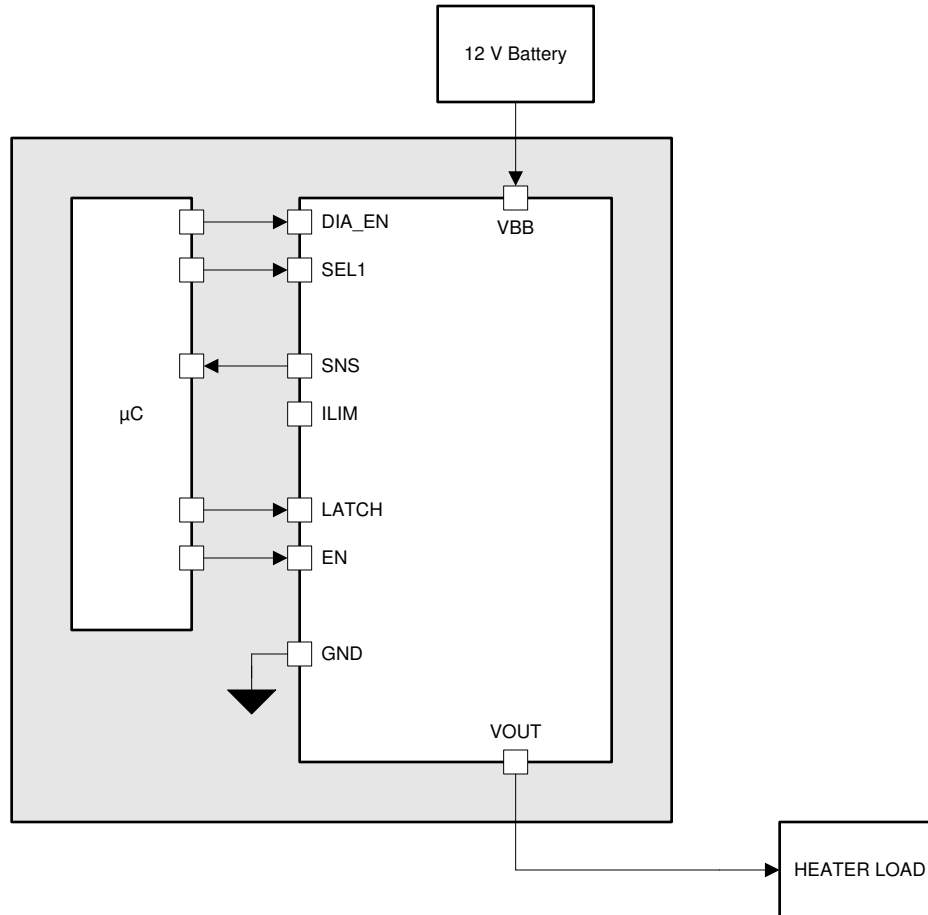 12 V Battery
VBB
DIA_EN
SEL1
SNS
ILIM
µC
LATCH
EN
GND
VOUT
HEATER LOAD